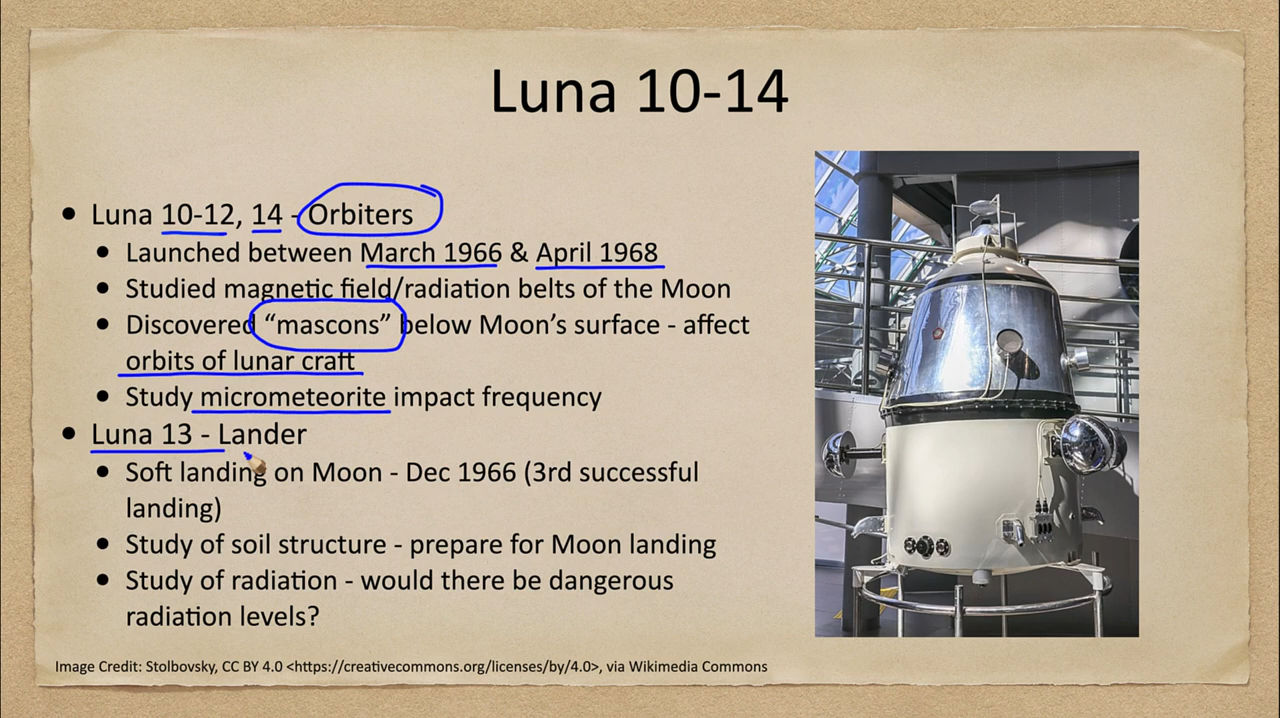 Luna 10-14
• Luna 10-12, 14 - Orbiters
• Launched between March 1966 & April 1968
• Studied magnetic field/radiation belts of the Moon
• Discovered “mascons” below Moon’s surface - affect
orbits of lunar craft
• Study micrometeorite impact frequency
• Luna 13 - Lander
• Soft landing on Moon - Dec 1966 (3rd successful
landing)
• Study of soil structure - prepare for Moon landing
• Study of radiation - would there be dangerous
radiation levels?
Image Credit: Stolbovsky, CC BY 4.0 <https://creativecommons.org/licenses/by/4.0>, via Wikimedia Commons